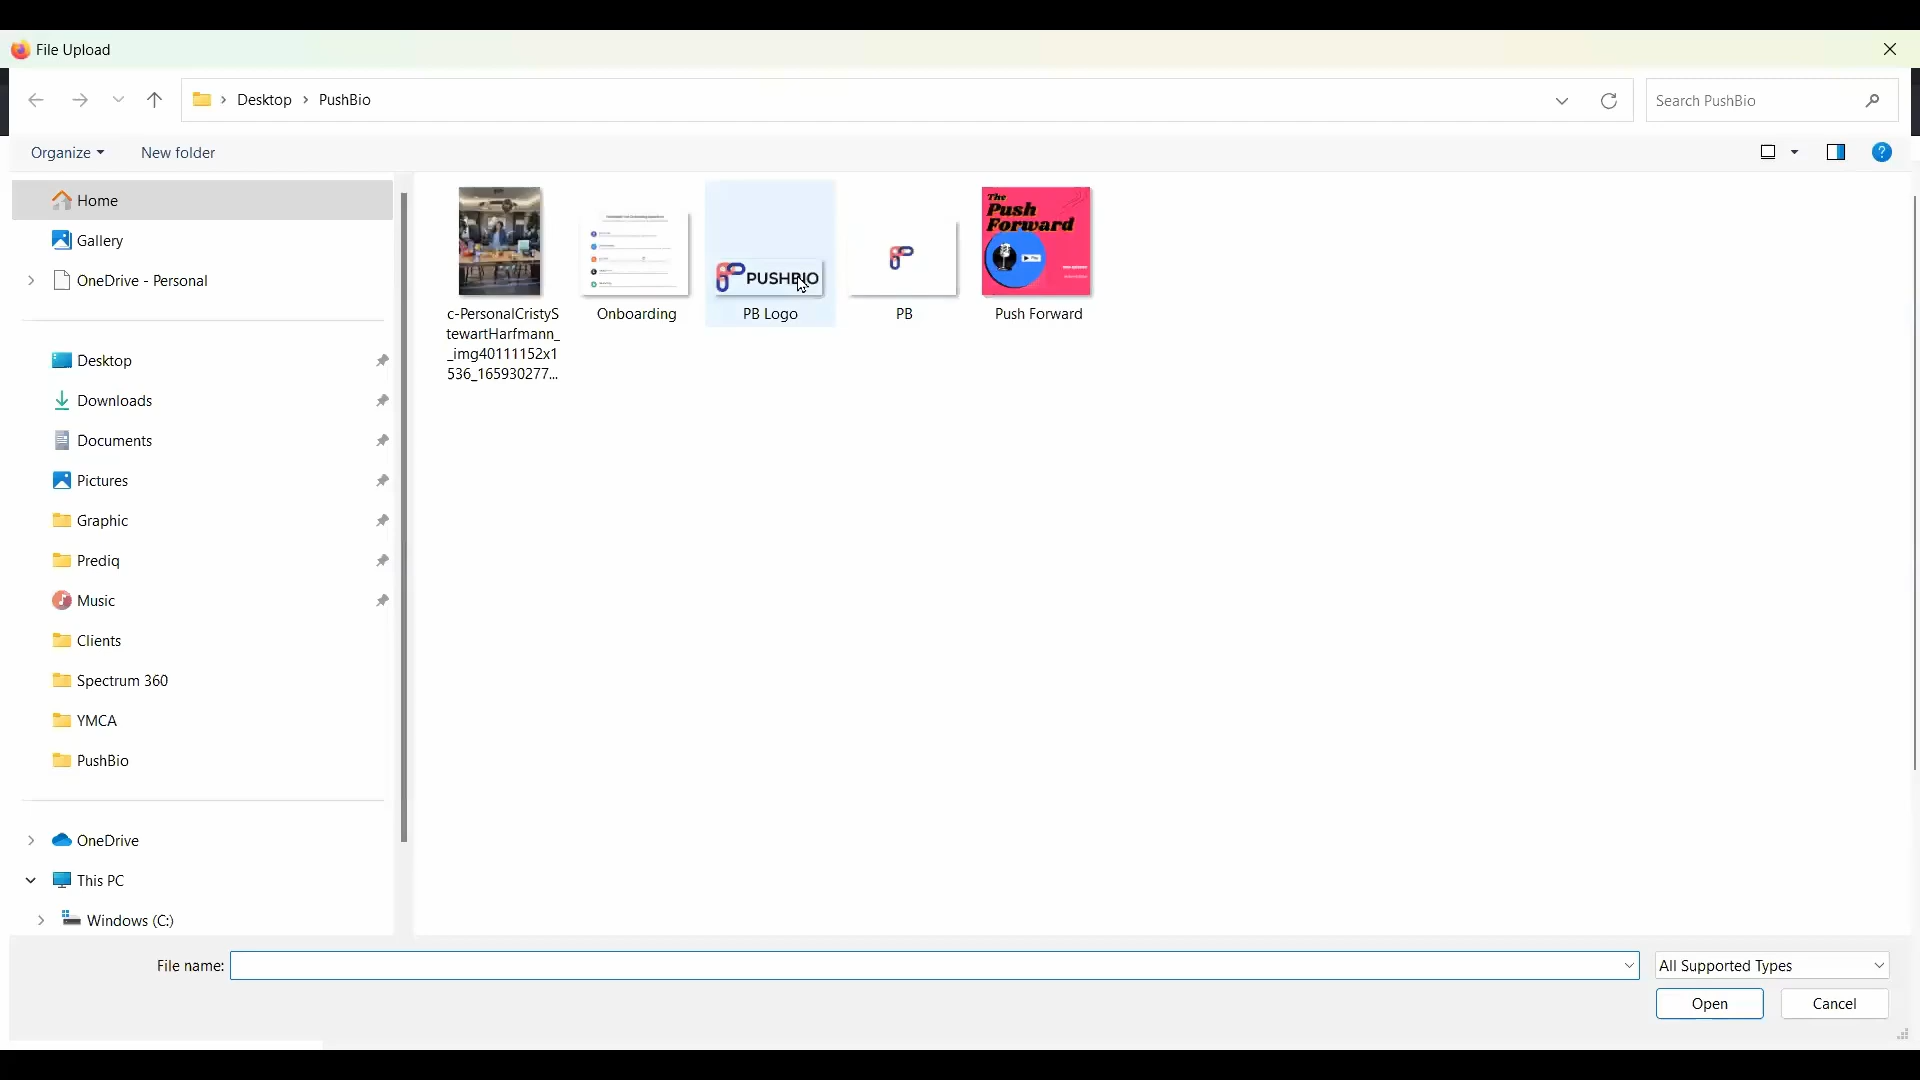 File Upload
Desktop
PushBio
Search PushBio
Organize
New folder
Home
Gallery
OneDrive - Personal
Desktop
Downloads
Documents
Pictures
Graphic
Prediq
Music
Clients
Spectrum 360
YMCA
PushBio
OneDrive
This PC
Windows (C:)
c-PersonalCristyS
tewartHarfmann_
_img40111152x1
536_165930277...
Onboarding
PUSHBIO
PB Logo
PB
The
Push
Forward
Play
Push Forward
File name:
All Supported Types
Open
Cancel